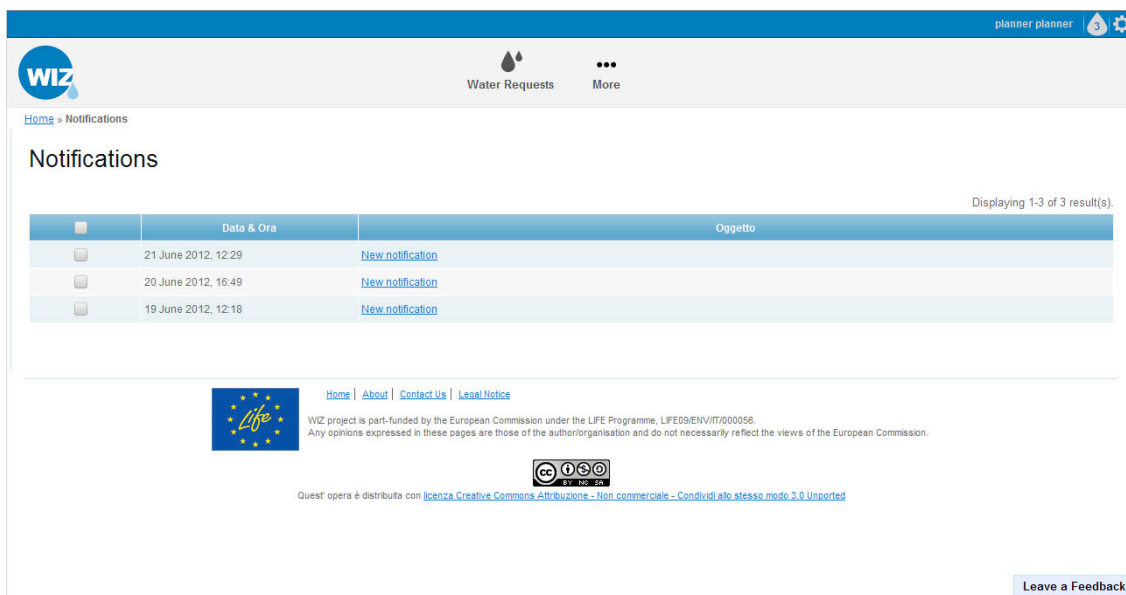 planner planner 3
WIZ
Water Requests More
Home » Notifications
Notifications
Displaying 1-3 of 3 result(s).
Data & Ora Oggetto
21 June 2012, 12:29 New notification
20 June 2012, 16:49 New notification
19 June 2012, 12:18 New notification
Home | About | Contact Us | Legal Notice
Life
WIZ project is part-funded by the European Commission under the LIFE Programme, LIFE09/ENV/IT/000056.
Any opinions expressed in these pages are those of the author/organisation and do not necessarily reflect the views of the European Commission.
cc
BY NC SA
Quest' opera è distribuita con licenza Creative Commons Attribuzione - Non commerciale - Condividi allo stesso modo 3.0 Unported
Leave a Feedback